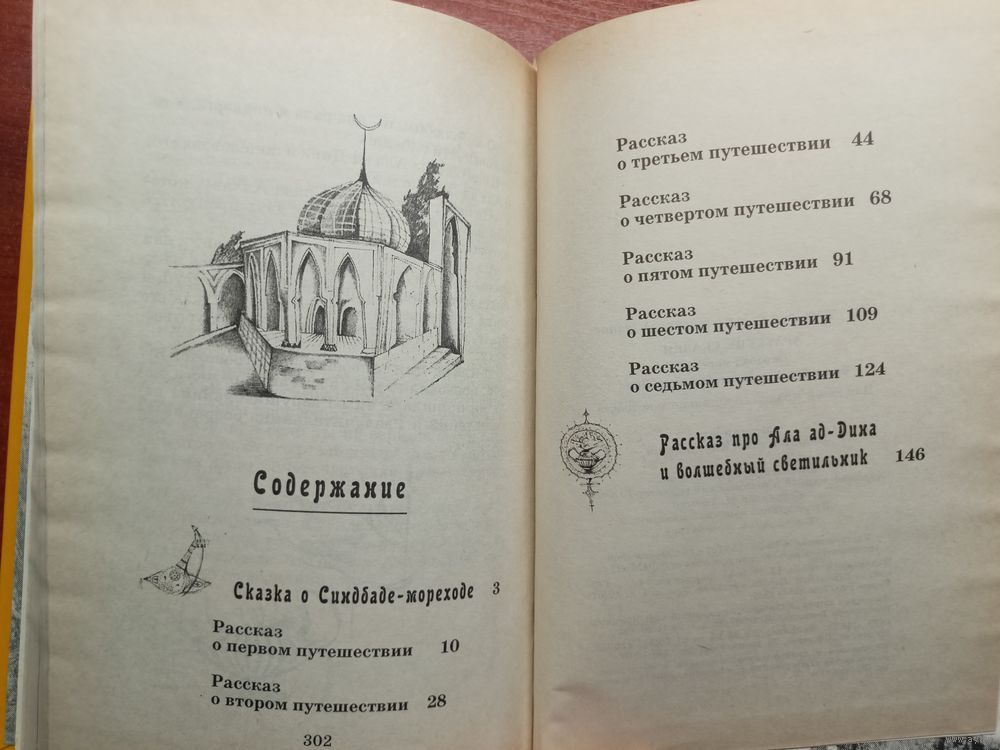 Содержание
Сказка о Синдбаде-мореходе 3
Рассказ
о первом путешествии 10
Рассказ
о втором путешествии 28
302
Рассказ
о третьем путешествии 44
Рассказ
о четвертом путешествии 68
Рассказ
о пятом путешествии 91
Рассказ
о шестом путешествии 109
Рассказ
о седьмом путешествии 124
Рассказ про Ала ад-Дина
и волшебный светильник 146